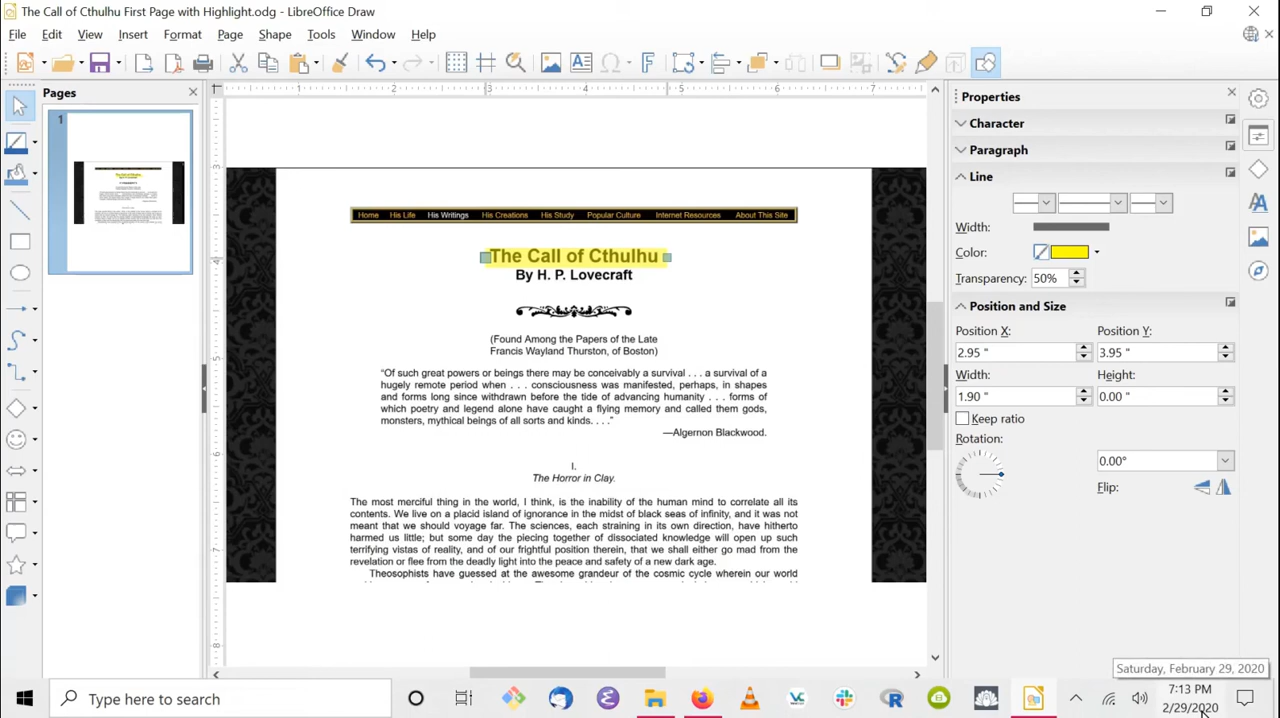 The Call of Cthulhu First Page with Highlight.odg - LibreOffice Draw
File Edit View Insert Format Page Shape Tools Window Help
Pages
1
2 3 4 5 6 7
3
4
5
6
7
8
Home His Life His Writings His Creations His Study Popular Culture Internet Resources About This Site
The Call of Cthulhu
By H. P. Lovecraft
(Found Among the Papers of the Late
Francis Wayland Thurston, of Boston)
“Of such great powers or beings there may be conceivably a survival . . . a survival of a
hugely remote period when . . . consciousness was manifested, perhaps, in shapes
and forms long since withdrawn before the tide of advancing humanity . . . forms of
which poetry and legend alone have caught a flying memory and called them gods,
monsters, mythical beings of all sorts and kinds. . . .”
—Algernon Blackwood.
I.
The Horror in Clay.
The most merciful thing in the world, I think, is the inability of the human mind to correlate all its
contents. We live on a placid island of ignorance in the midst of black seas of infinity, and it was not
meant that we should voyage far. The sciences, each straining in its own direction, have hitherto
harmed us little; but some day the piecing together of dissociated knowledge will open up such
terrifying vistas of reality, and of our frightful position therein, that we shall either go mad from the
revelation or flee from the deadly light into the peace and safety of a new dark age.
Theosophists have guessed at the awesome grandeur of the cosmic cycle wherein our world
Properties
Character
Paragraph
Line
Width:
Color:
Transparency: 50%
Position and Size
Position X: Position Y:
2.95 " 3.95 "
Width: Height:
1.90 " 0.00 "
Keep ratio
Rotation:
0.00°
Flip:
Saturday, February 29, 2020
Type here to search
7:13 PM
2/29/2020